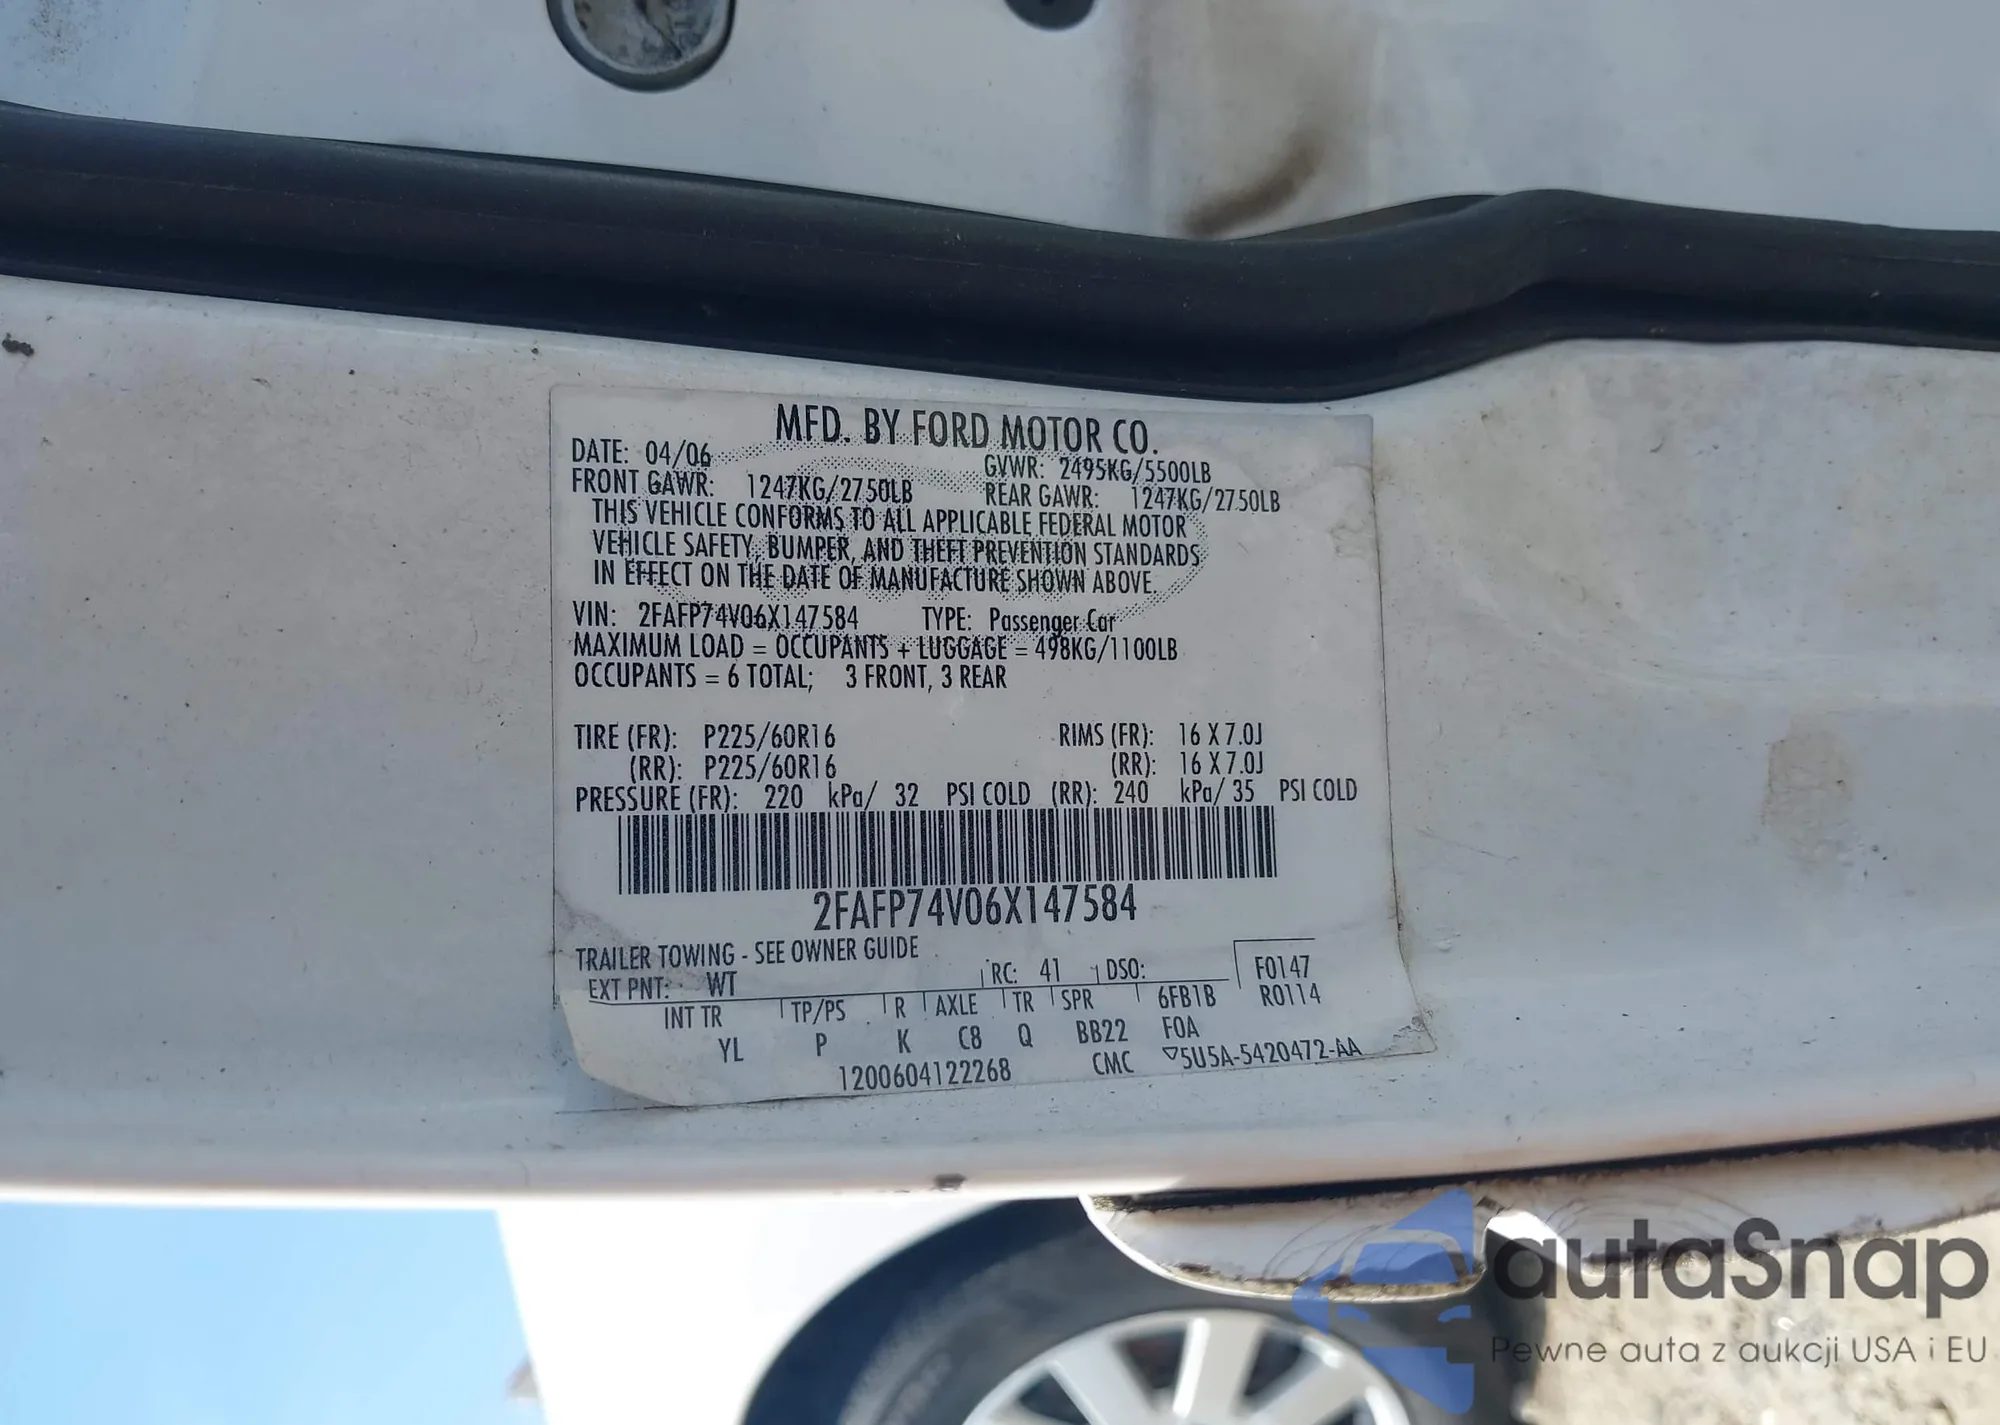 MFD. BY FORD MOTOR CO.
DATE: 04/06 GVWR: 2495KG/5500LB
FRONT GAWR: 1247KG/2750LB REAR GAWR: 1247KG/2750LB
THIS VEHICLE CONFORMS TO ALL APPLICABLE FEDERAL MOTOR
VEHICLE SAFETY, BUMPER, AND THEFT PREVENTION STANDARDS
IN EFFECT ON THE DATE OF MANUFACTURE SHOWN ABOVE.
VIN: 2FAFP74V06X147584 TYPE: Passenger Car
MAXIMUM LOAD = OCCUPANTS + LUGGAGE = 498KG/1100LB
OCCUPANTS = 6 TOTAL; 3 FRONT, 3 REAR
TIRE (FR): P225/60R16 RIMS (FR): 16 X 7.0J
(RR): P225/60R16 (RR): 16 X 7.0J
PRESSURE (FR): 220 kPa/ 32 PSI COLD (RR): 240 kPa/ 35 PSI COLD
2FAFP74V06X147584
TRAILER TOWING - SEE OWNER GUIDE
EXT PNT: WT RC: 41 DSO: F0147
INT TR TP/PS R AXLE TR SPR 6FB1B R0114
YL P K C8 Q BB22 FOA
1200604122268 CMC ▽5U5A-5420472-AA
autaSnap
Pewne auta z aukcji USA i EU